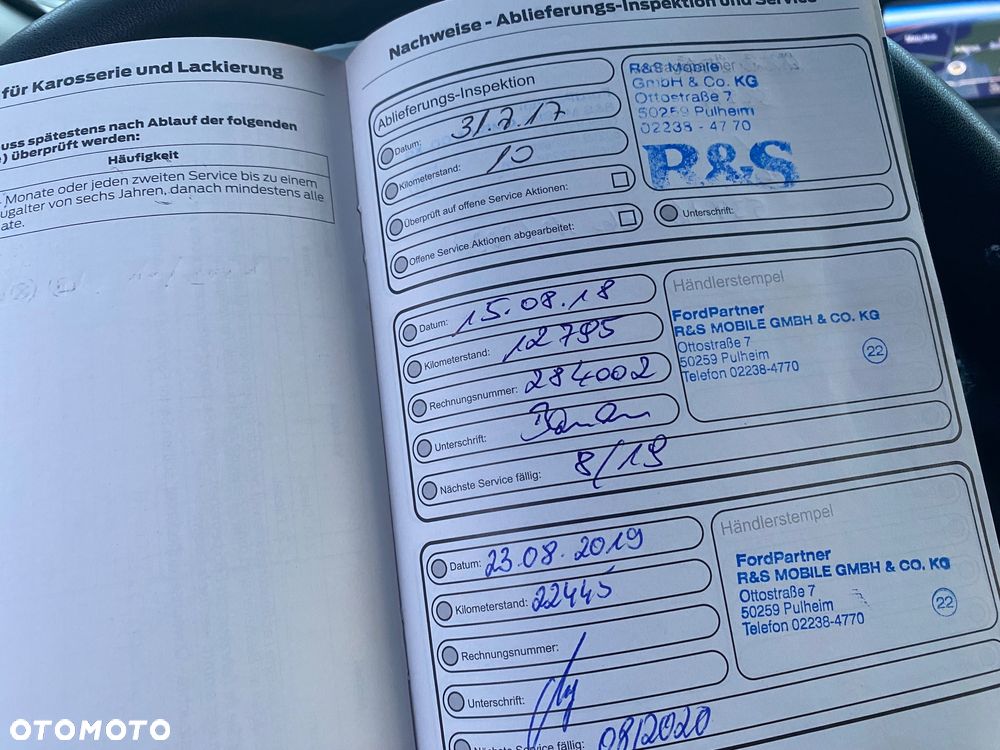 für Karosserie und Lackierung
uss spätestens nach Ablauf der folgenden
) überprüft werden:
Häufigkeit
Monate oder jeden zweiten Service bis zu einem
ugalter von sechs Jahren, danach mindestens alle
ate.
Nachweise - Ablieferungs-Inspektion und Service
Ablieferungs-Inspektion
Datum: 31.7.17
Kilometerstand: 10
Überprüft auf offene Service Aktionen:
Offene Service Aktionen abgearbeitet:
R&S Mobile
GmbH & Co. KG
Ottostraße 7
50259 Pulheim
02238 - 47 70
R&S
Unterschrift:
Datum: 15.08.18
Kilometerstand: 12795
Rechnungsnummer: 284002
Unterschrift:
Nächste Service fällig: 8/19
Händlerstempel
FordPartner
R&S MOBILE GMBH & CO. KG
Ottostraße 7
50259 Pulheim
Telefon 02238-4770
22
Datum: 23.08.2019
Kilometerstand: 22445
Rechnungsnummer:
Unterschrift:
Nächste Service fällig: 08/2020
Händlerstempel
FordPartner
R&S MOBILE GMBH & CO. KG
Ottostraße 7
50259 Pulheim
Telefon 02238-4770
22
OTOMOTO